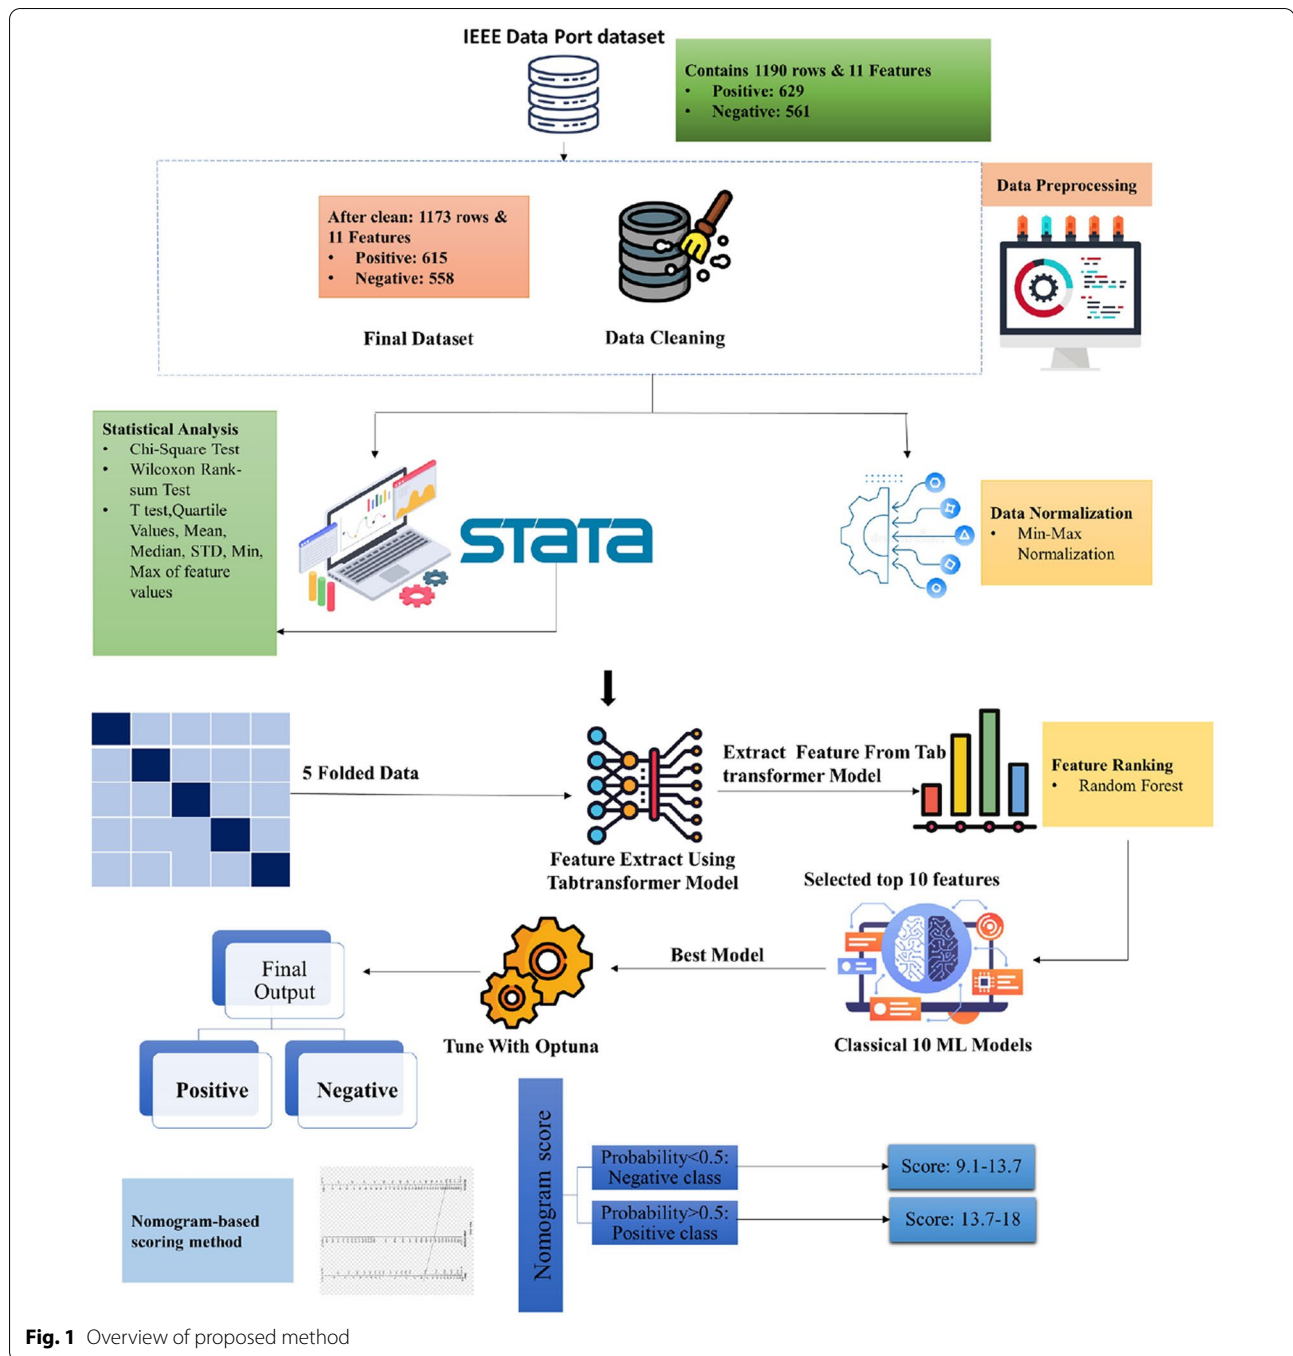 IEEE Data Port dataset
Contains 1190 rows & 11 Features
• Positive: 629
• Negative: 561
Data Preprocessing
After clean: 1173 rows &
11 Features
• Positive: 615
• Negative: 558
Final Dataset
Data Cleaning
Statistical Analysis
• Chi-Square Test
• Wilcoxon Rank-
sum Test
• T test,Quartile
Values, Mean,
Median, STD, Min,
Max of feature
values
STATA
Data Normalization
• Min-Max
Normalization
5 Folded Data
Feature Extract Using
Tabtransformer Model
Extract Feature From Tab
transformer Model
Feature Ranking
• Random Forest
Selected top 10 features
Classical 10 ML Models
Best Model
Tune With Optuna
Final
Output
Positive
Negative
Nomogram-based
scoring method
Nomogram score
Probability<0.5:
Negative class
Score: 9.1-13.7
Probability>0.5:
Positive class
Score: 13.7-18
Fig. 1 Overview of proposed method